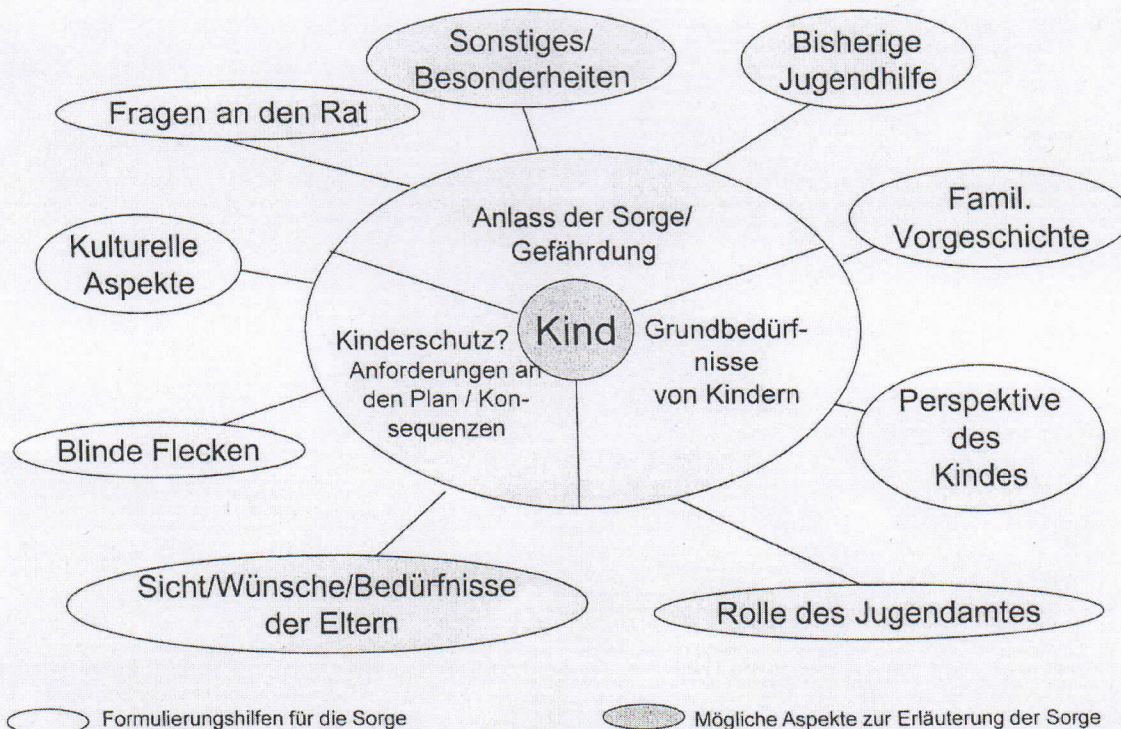 Sonstiges/
Besonderheiten
Bisherige
Jugendhilfe
Fragen an den Rat
Famil.
Vorgeschichte
Anlass der Sorge/
Gefährdung
Kulturelle
Aspekte
Kind
Kinderschutz?
Anforderungen an
den Plan / Kon-
sequenzen
Grundbedürf-
nisse
von Kindern
Perspektive
des
Kindes
Blinde Flecken
Sicht/Wünsche/Bedürfnisse
der Eltern
Rolle des Jugendamtes
Formulierungshilfen für die Sorge
Mögliche Aspekte zur Erläuterung der Sorge